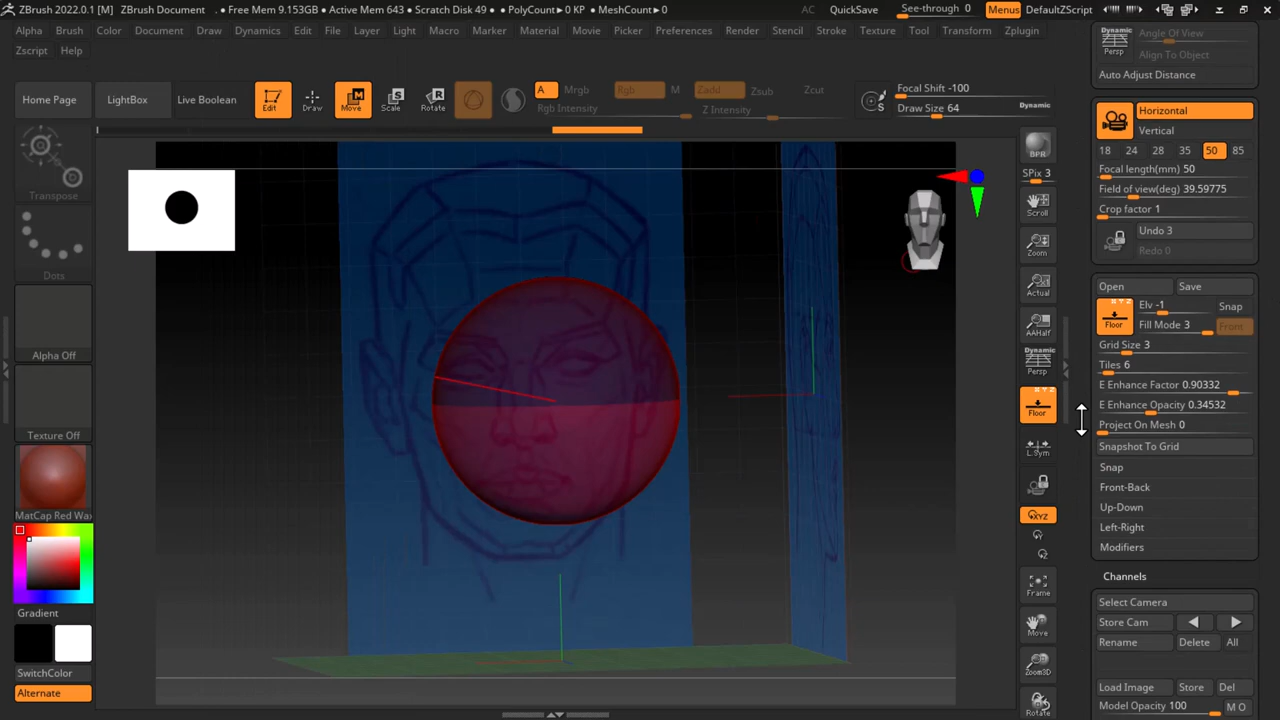 ZBrush 2022.0.1 [M] ZBrush Document . • Free Mem 9.153GB • Active Mem 643 • Scratch Disk 49 • • PolyCount▸0 KP • MeshCount▸0 AC QuickSave See-through 0 Menus DefaultZScript
Alpha Brush Color Document Draw Dynamics Edit File Layer Light Macro Marker Material Movie Picker Preferences Render Stencil Stroke Texture Tool Transform Zplugin
Zscript Help
Home Page LightBox Live Boolean Edit Draw Move Scale Rotate A Mrgb Rgb M Zadd Zsub Zcut Focal Shift -100
Rgb Intensity Z Intensity Draw Size 64 Dynamic
Transpose
Dots
Alpha Off
Texture Off
MatCap Red Wa
Gradient
SwitchColor
Alternate
BPR
SPix 3
Scroll
Zoom
Actual
AAHalf
Dynamic
Persp
X Y Z
Floor
L.Sym
XYZ
Y
Z
Frame
Move
Zoom3D
Rotate
Dynamic
Persp
Angle Of View
Align To Object
Auto Adjust Distance
Horizontal
Vertical
18 24 28 35 50 85
Focal length(mm) 50
Field of view(deg) 39.59775
Crop factor 1
Undo 3
Redo 0
Open Save
X Y Z
Floor
Elv -1 Snap
Fill Mode 3 Front
Grid Size 3
Tiles 6
E Enhance Factor 0.90332
E Enhance Opacity 0.34532
Project On Mesh 0
Snapshot To Grid
Snap
Front-Back
Up-Down
Left-Right
Modifiers
Channels
Select Camera
Store Cam
Rename Delete All
Load Image Store Del
Model Opacity 100 M O